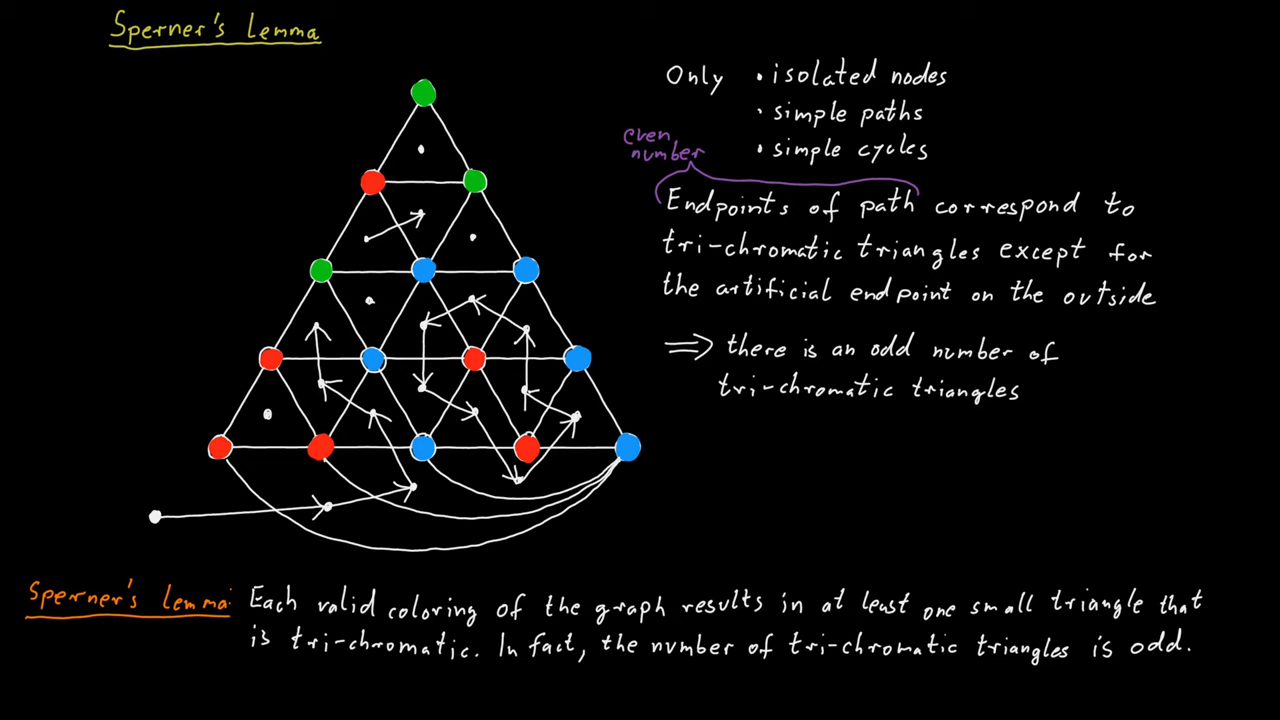 Sperner's Lemma
Only • isolated nodes
• simple paths
• simple cycles
even
number
Endpoints of path correspond to
tri-chromatic triangles except for
the artificial endpoint on the outside
⟹ there is an odd number of
tri-chromatic triangles
Sperner's lemma: Each valid coloring of the graph results in at least one small triangle that
is tri-chromatic. In fact, the number of tri-chromatic triangles is odd.